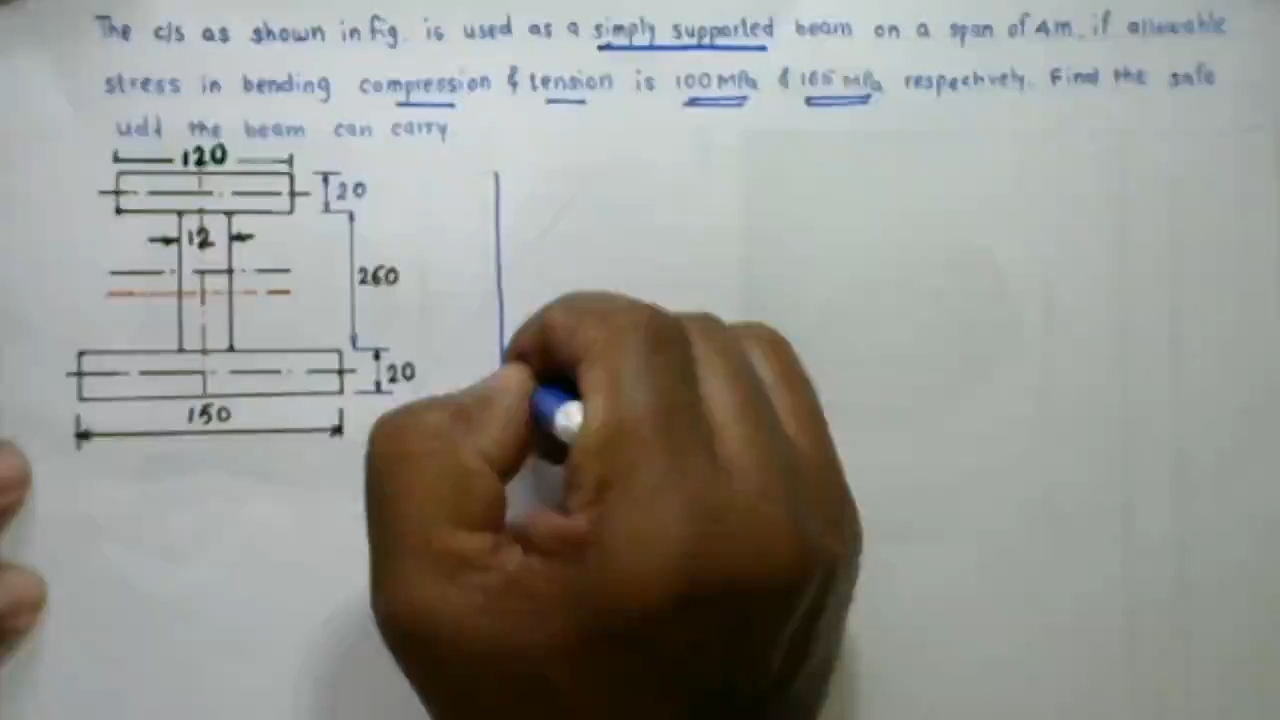 The c/s as shown in fig. is used as a simply supported beam on a span of 4m. if allowable
stress in bending compression & tension is 100 MPa & 165 MPa respectively. Find the safe
udl the beam can carry.
120
20
12
260
20
150